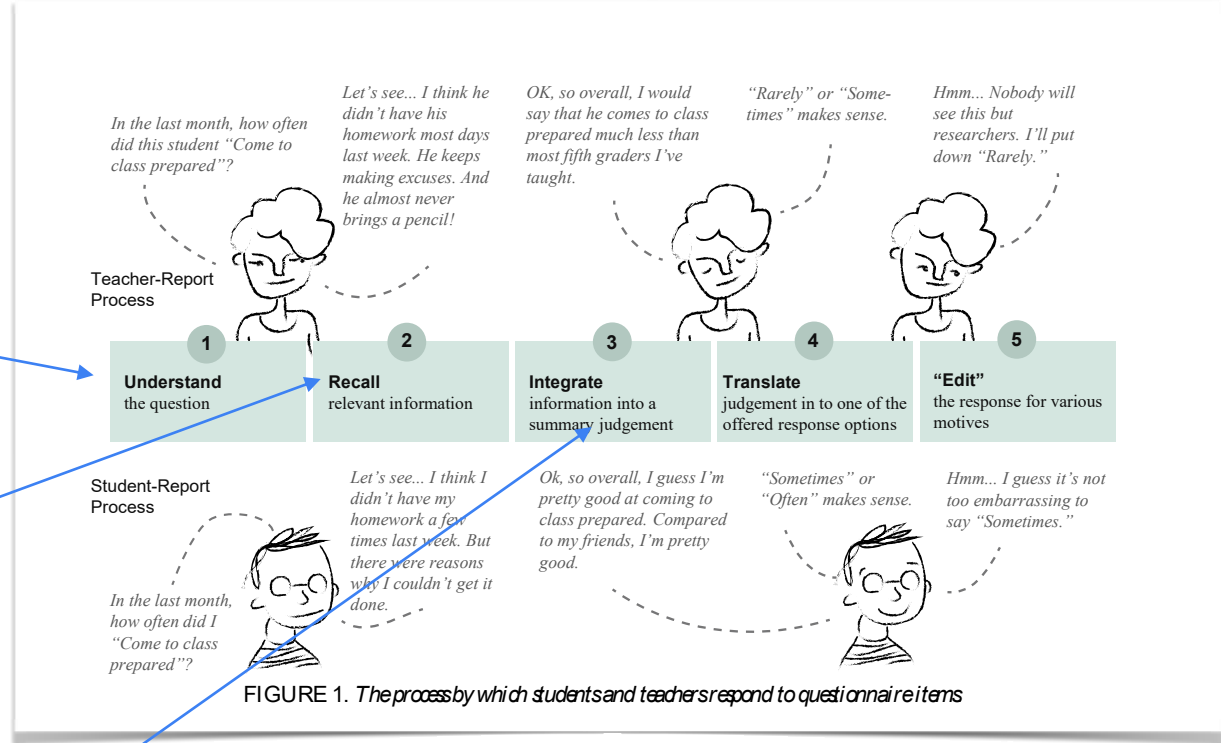 In the last month, how often
did this student “Come to
class prepared”?
Let’s see... I think he
didn’t have his
homework most days
last week. He keeps
making excuses. And
he almost never
brings a pencil!
OK, so overall, I would
say that he comes to class
prepared much less than
most fifth graders I’ve
taught.
“Rarely” or “Some-
times” makes sense.
Hmm... Nobody will
see this but
researchers. I’ll put
down “Rarely.”
Teacher-Report
Process
1
Understand
the question
2
Recall
relevant information
3
Integrate
information into a
summary judgement
4
Translate
judgement in to one of the
offered response options
5
“Edit”
the response for various
motives
Student-Report
Process
In the last month,
how often did I
“Come to class
prepared”?
Let’s see... I think I
didn’t have my
homework a few
times last week. But
there were reasons
why I couldn’t get it
done.
Ok, so overall, I guess I’m
pretty good at coming to
class prepared. Compared
to my friends, I’m pretty
good.
“Sometimes” or
“Often” makes sense.
Hmm... I guess it’s not
too embarrassing to
say “Sometimes.”
FIGURE 1. The process by which students and teachers respond to questionnaire items